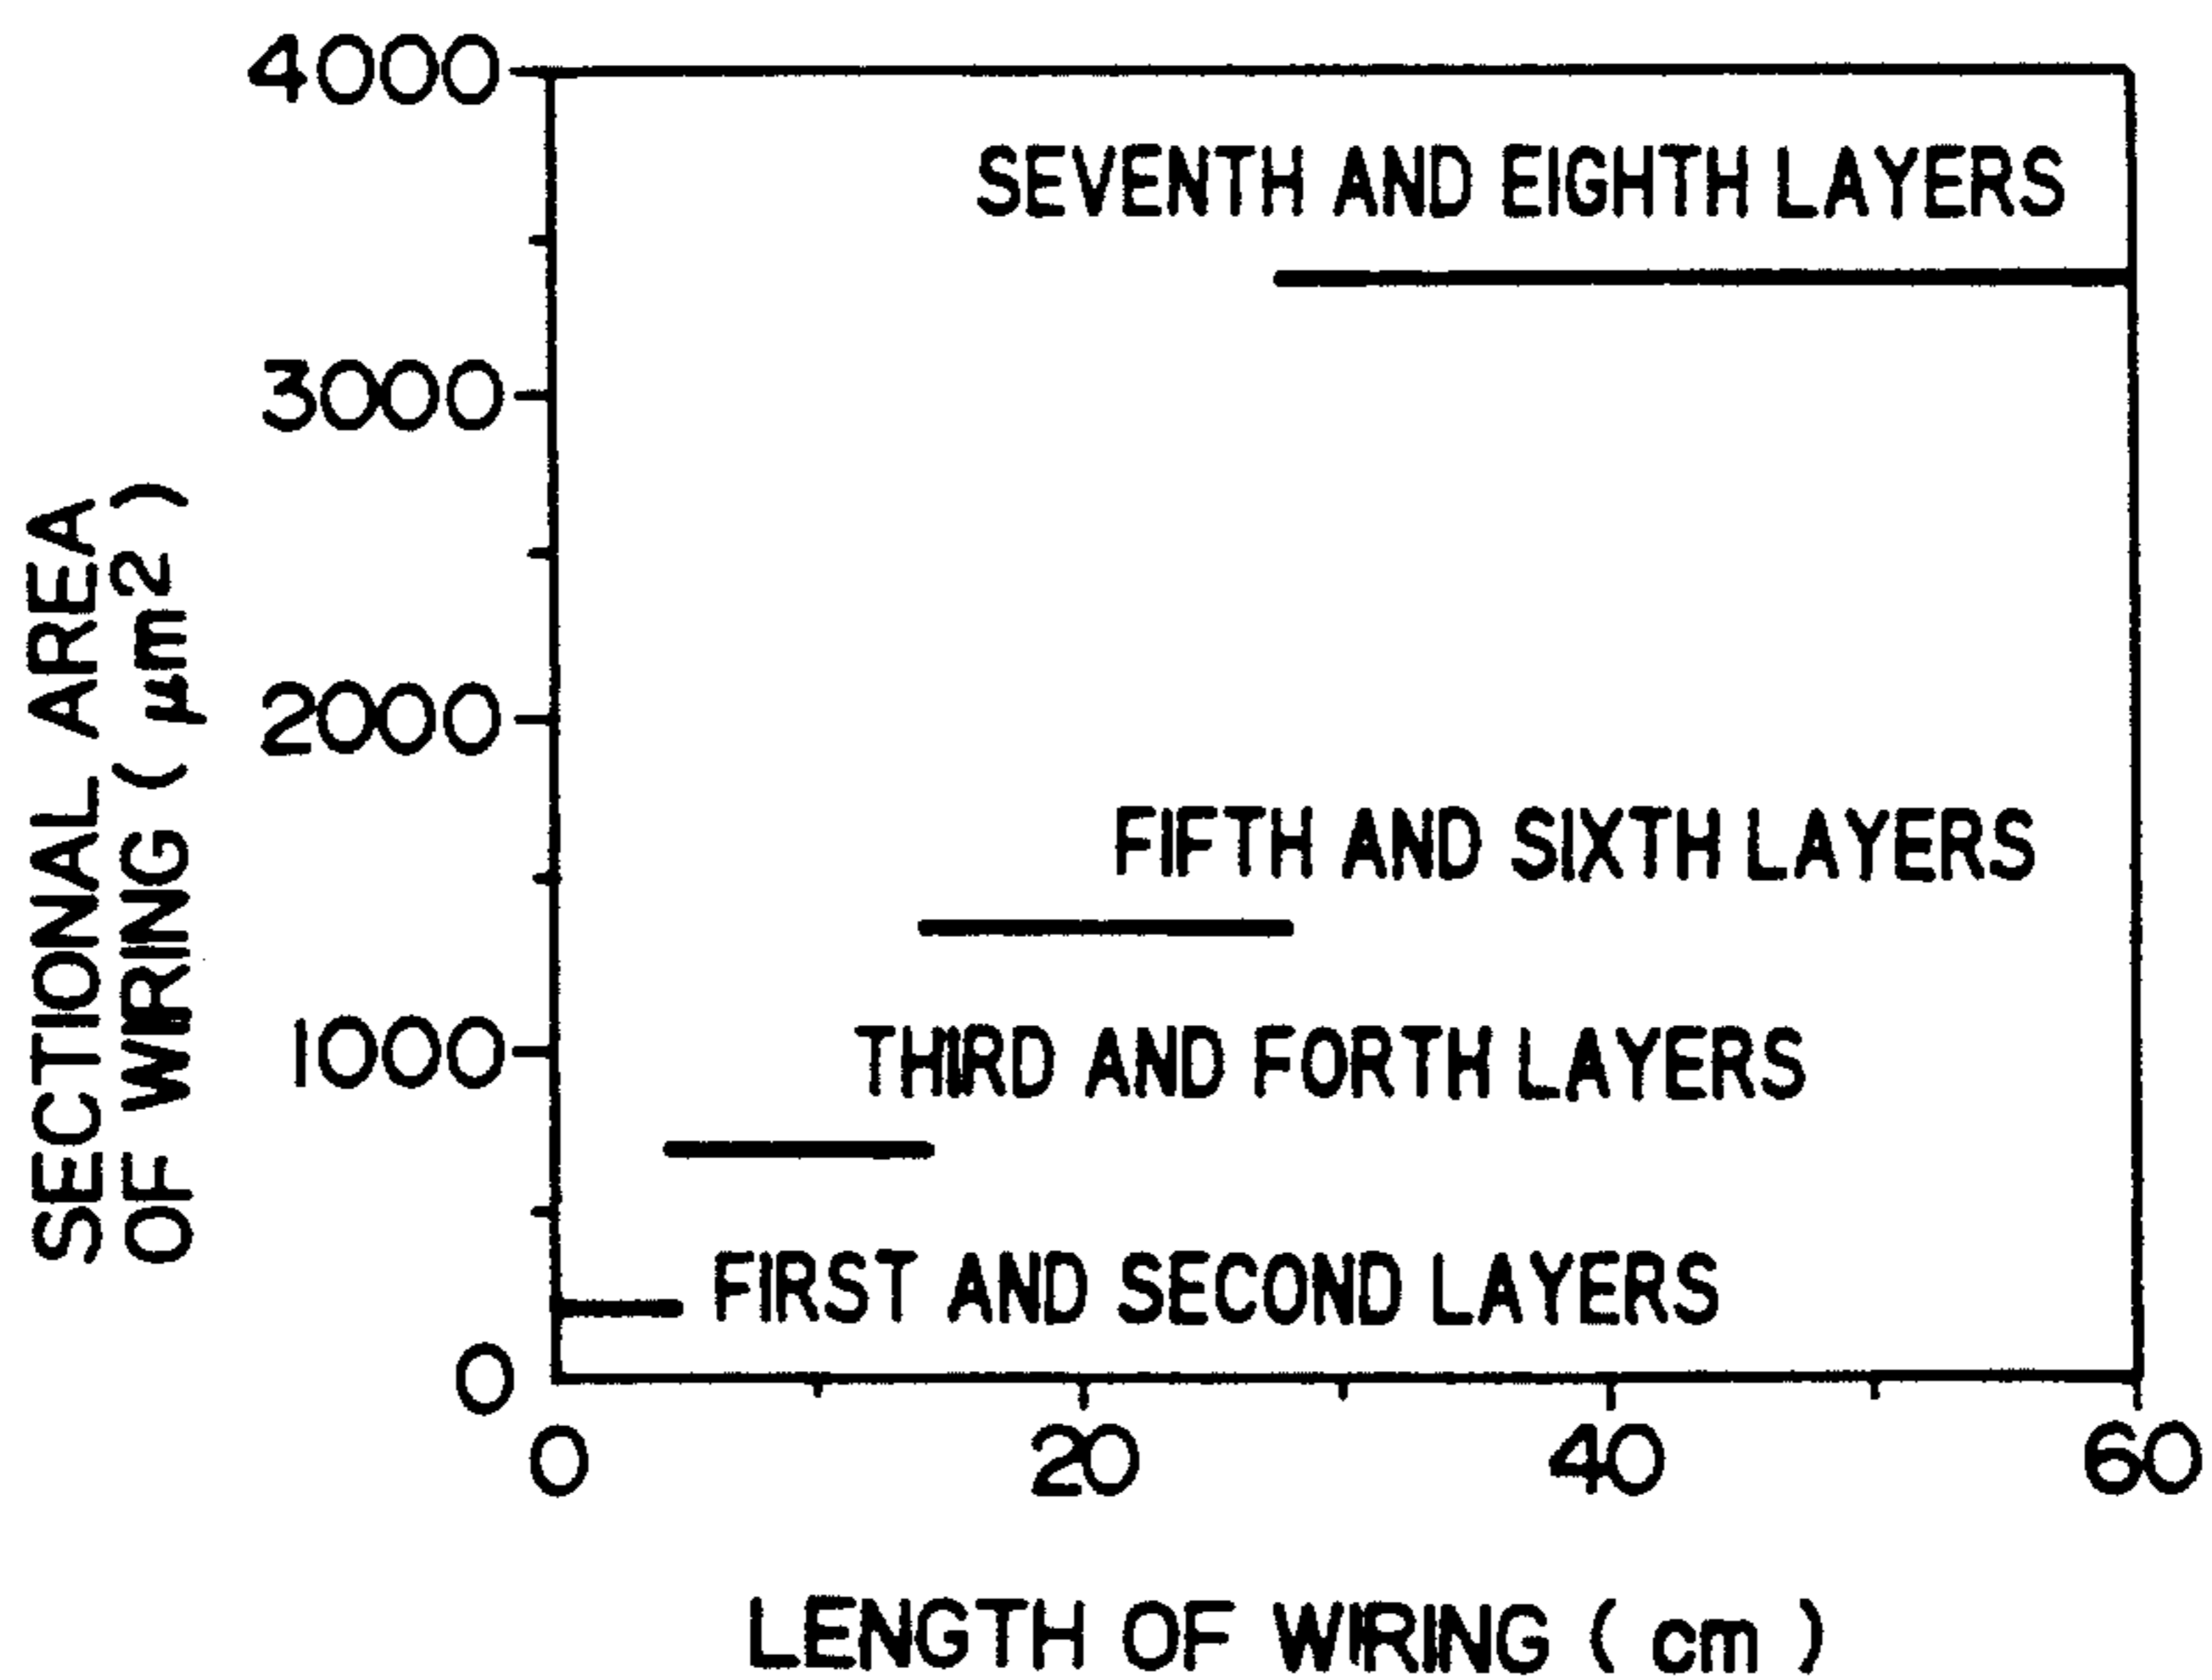 4000
SEVENTH AND EIGHTH LAYERS
3000
2000
FIFTH AND SIXTH LAYERS
1000
THIRD AND FORTH LAYERS
FIRST AND SECOND LAYERS
0
0 20 40 60
LENGTH OF WIRING ( cm )
SECTIONAL AREA
OF WIRING ( μm2 )